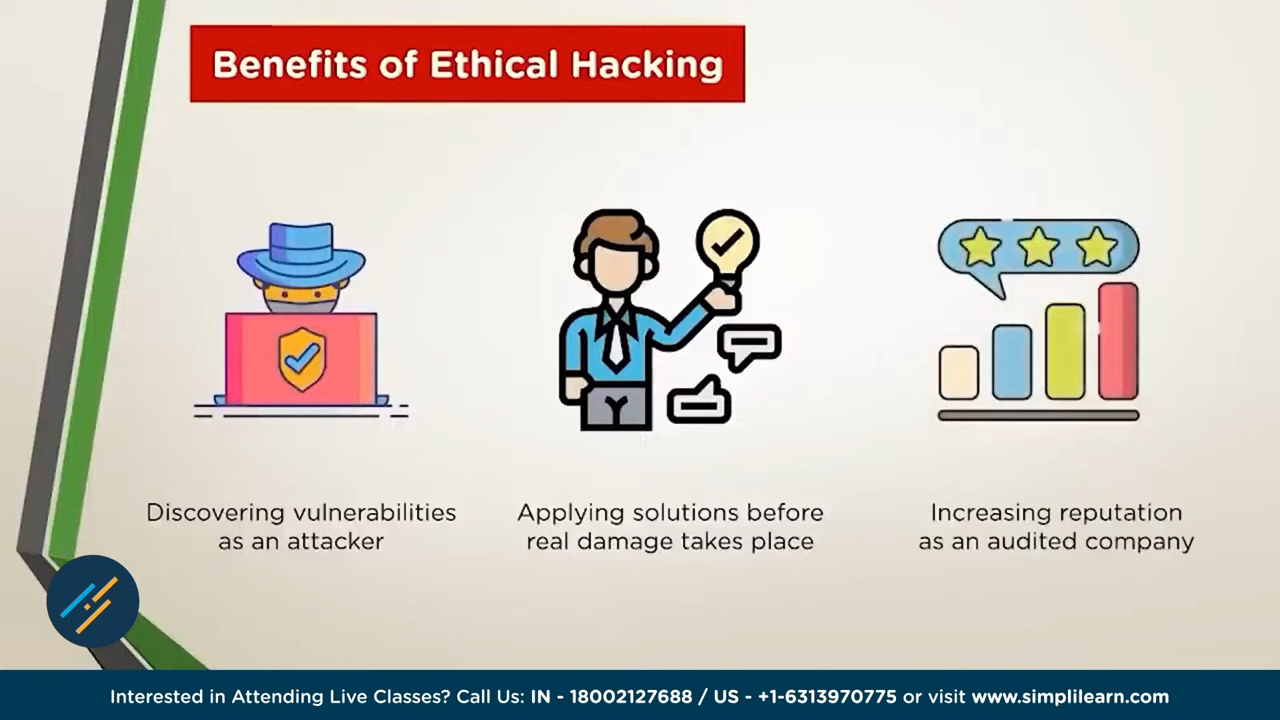 Benefits of Ethical Hacking
Discovering vulnerabilities
as an attacker
Applying solutions before
real damage takes place
Increasing reputation
as an audited company
Interested in Attending Live Classes? Call Us: IN - 18002127688 / US - +1-6313970775 or visit www.simplilearn.com